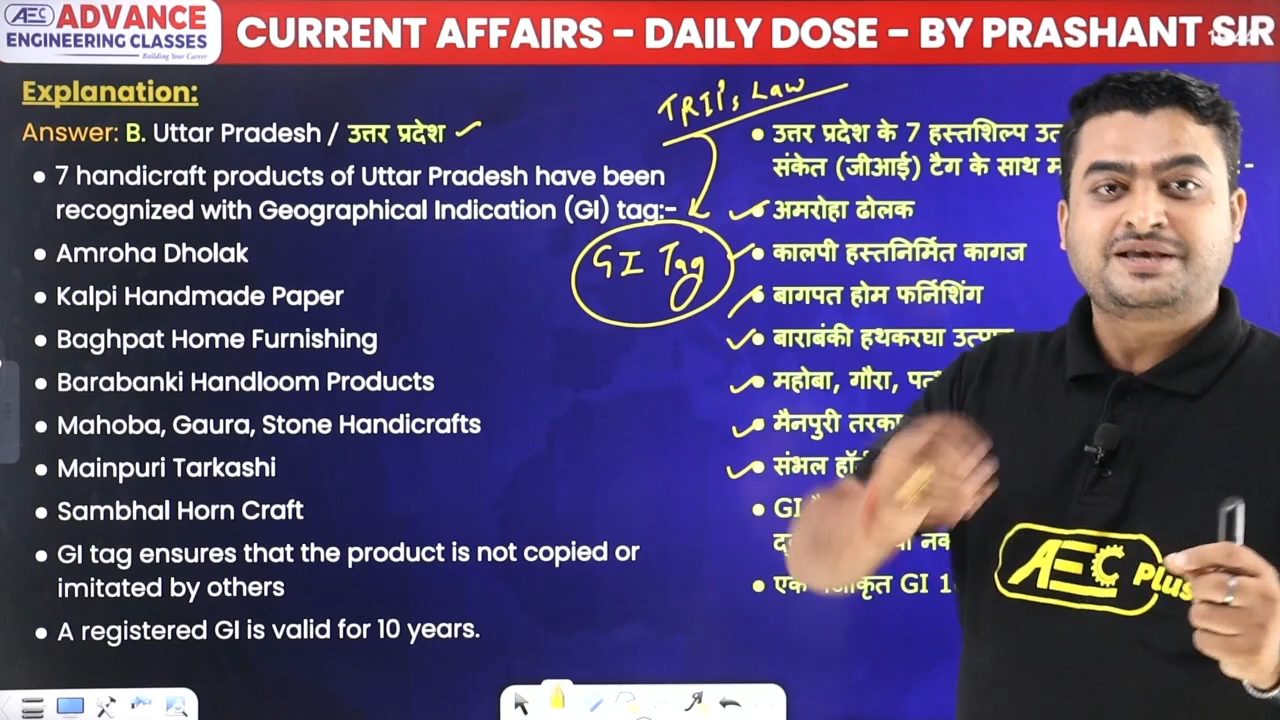 AEC ADVANCE
ENGINEERING CLASSES
Building Your Career
CURRENT AFFAIRS – DAILY DOSE – BY PRASHANT SIR
Explanation:
Answer: B. Uttar Pradesh / उत्तर प्रदेश
• 7 handicraft products of Uttar Pradesh have been
recognized with Geographical Indication (GI) tag:-
• Amroha Dholak
• Kalpi Handmade Paper
• Baghpat Home Furnishing
• Barabanki Handloom Products
• Mahoba, Gaura, Stone Handicrafts
• Mainpuri Tarkashi
• Sambhal Horn Craft
• GI tag ensures that the product is not copied or
imitated by others
• A registered GI is valid for 10 years.
TRIPs Law
GI Tag
• उत्तर प्रदेश के 7 हस्तशिल्प
संकेत (जीआई) टैग के साथ
• अमरोहा ढोलक
• कालपी हस्तनिर्मित कागज
• बागपत होम फर्निशिंग
• बाराबंकी हथकरघा
• महोबा, गौरा,
• मैनपुरी
• संभल
• GI
• GI
AEC Plus